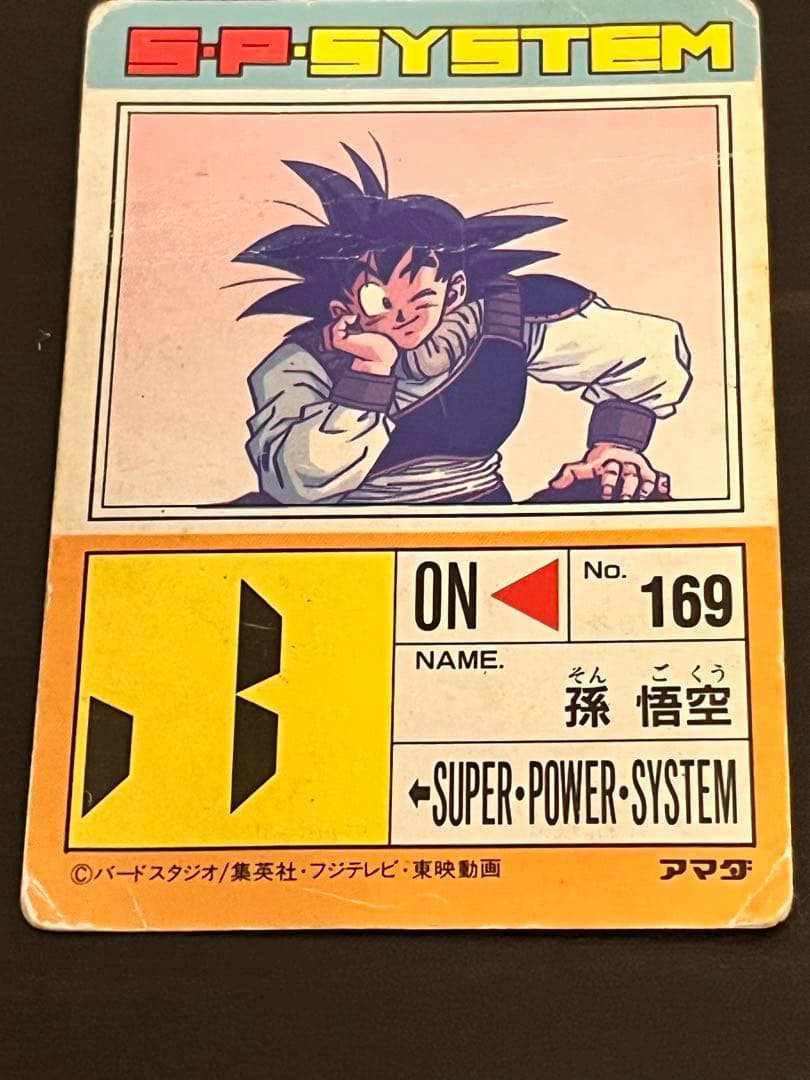 S·P·SYSTEM
ON
No. 169
NAME.
そん ご くう
孫 悟空
←SUPER・POWER・SYSTEM
©バードスタジオ/集英社・フジテレビ・東映動画
アマダ